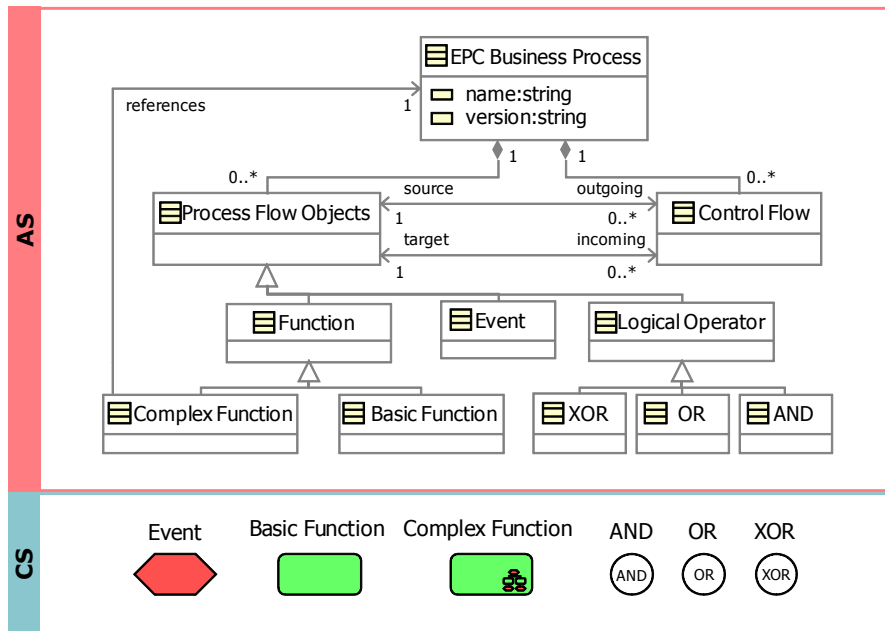 AS
EPC Business Process
name:string
version:string
references
1
1
1
0..*
0..*
source
outgoing
Process Flow Objects
Control Flow
1
0..*
target
incoming
1
0..*
Function
Event
Logical Operator
Complex Function
Basic Function
XOR
OR
AND
CS
Event
Basic Function
Complex Function
AND
OR
XOR
AND
OR
XOR